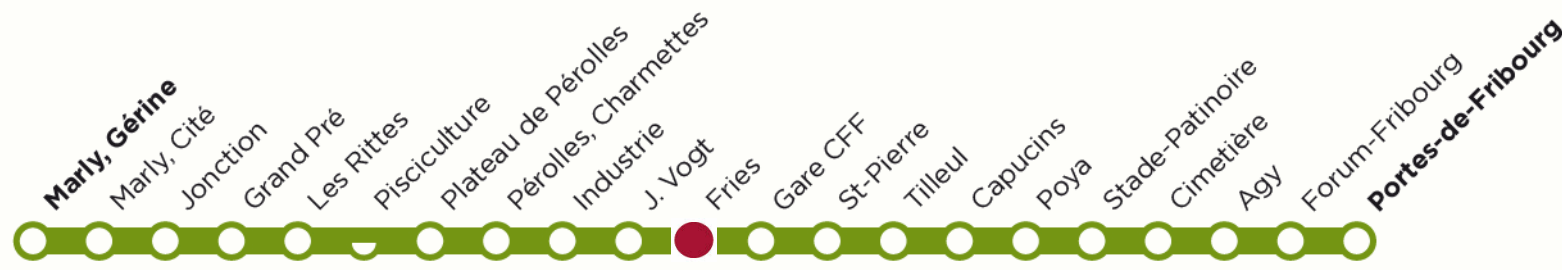 Marly, Gérine
Marly, Cité
Jonction
Grand Pré
Les Rittes
Pisciculture
Plateau de Pérolles
Pérolles, Charmettes
Industrie
J. Vogt
Fries
Gare CFF
St-Pierre
Tilleul
Capucins
Poya
Stade-Patinoire
Cimetière
Agy
Forum-Fribourg
Portes-de-Fribourg